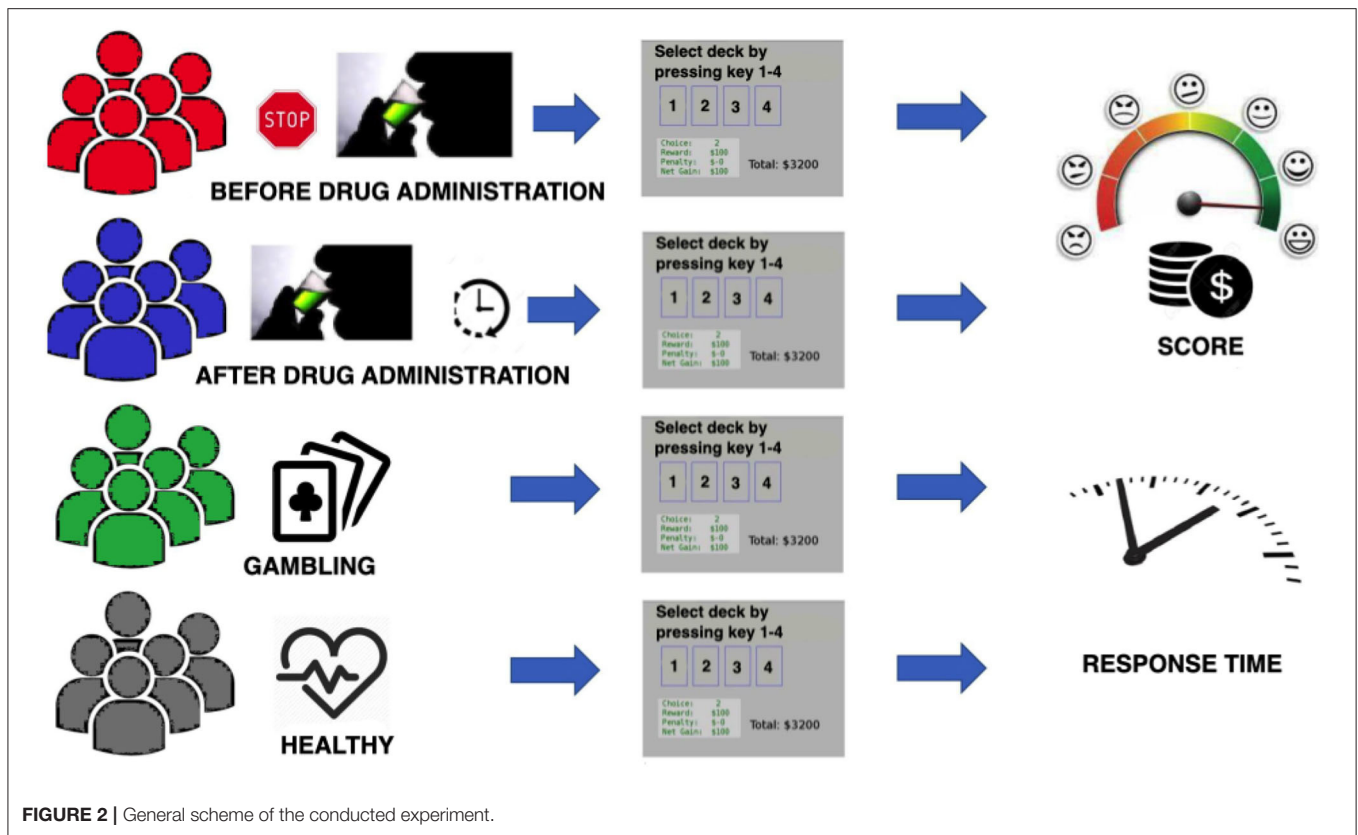 STOP
BEFORE DRUG ADMINISTRATION
Select deck by
pressing key 1-4
1 2 3 4
Choice: 2
Reward: $100
Penalty: $-0
Net Gain: $100
Total: $3200
AFTER DRUG ADMINISTRATION
Select deck by
pressing key 1-4
1 2 3 4
Choice: 2
Reward: $100
Penalty: $-0
Net Gain: $100
Total: $3200
$
SCORE
GAMBLING
Select deck by
pressing key 1-4
1 2 3 4
Choice: 2
Reward: $100
Penalty: $-0
Net Gain: $100
Total: $3200
HEALTHY
Select deck by
pressing key 1-4
1 2 3 4
Choice: 2
Reward: $100
Penalty: $-0
Net Gain: $100
Total: $3200
RESPONSE TIME
FIGURE 2 | General scheme of the conducted experiment.